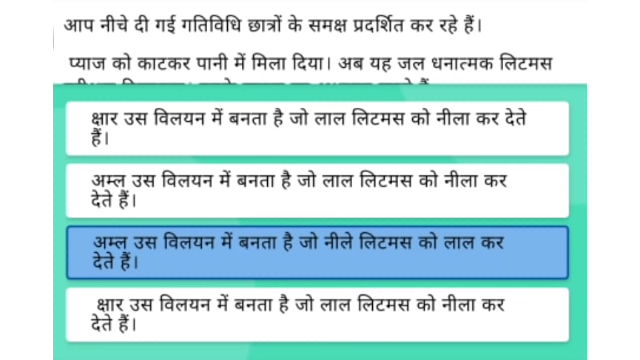 आप नीचे दी गई गतिविधि छात्रों के समक्ष प्रदर्शित कर रहे हैं।
प्याज को काटकर पानी में मिला दिया। अब यह जल धनात्मक लिटमस
क्षार उस विलयन में बनता है जो लाल लिटमस को नीला कर देते
हैं।
अम्ल उस विलयन में बनता है जो लाल लिटमस को नीला कर
देते हैं।
अम्ल उस विलयन में बनता है जो नीले लिटमस को लाल कर
देते हैं।
क्षार उस विलयन में बनता है जो लाल लिटमस को नीला कर
देते हैं।